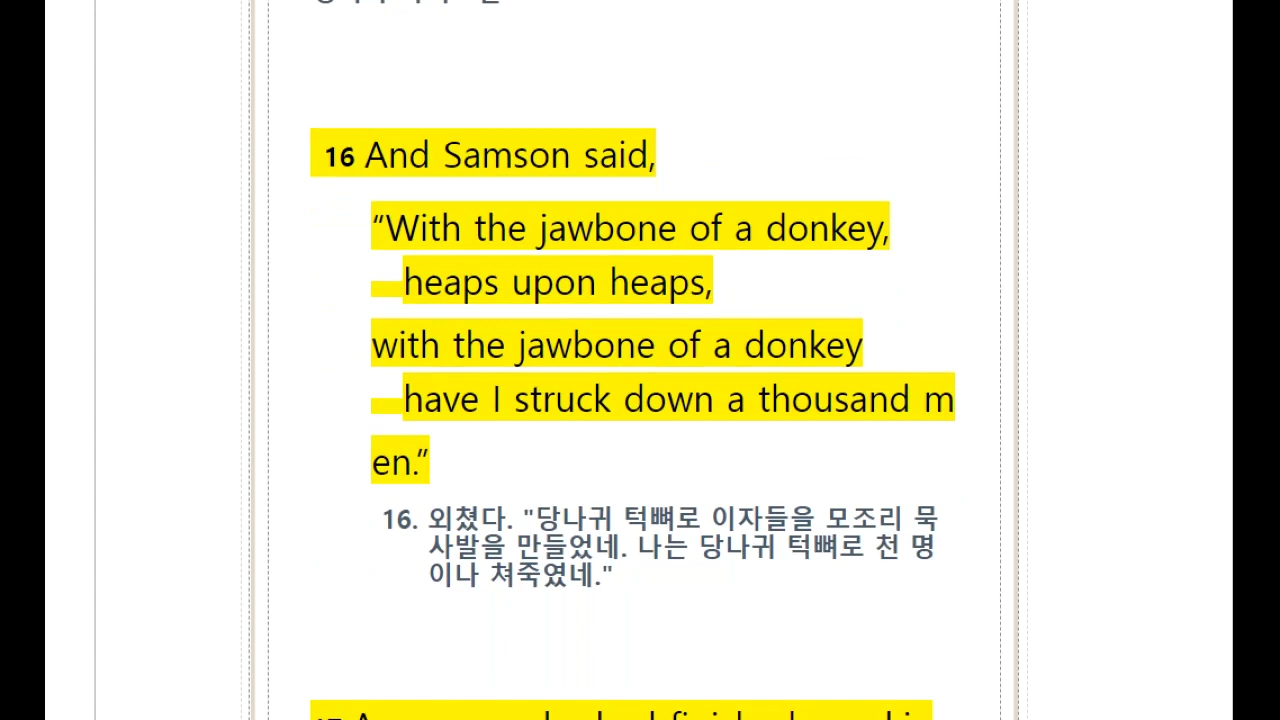 16 And Samson said,
“With the jawbone of a donkey,
heaps upon heaps,
with the jawbone of a donkey
have I struck down a thousand m
en.”
16. 외쳤다. "당나귀 턱뼈로 이자들을 모조리 묵
사발을 만들었네. 나는 당나귀 턱뼈로 천 명
이나 쳐죽였네."